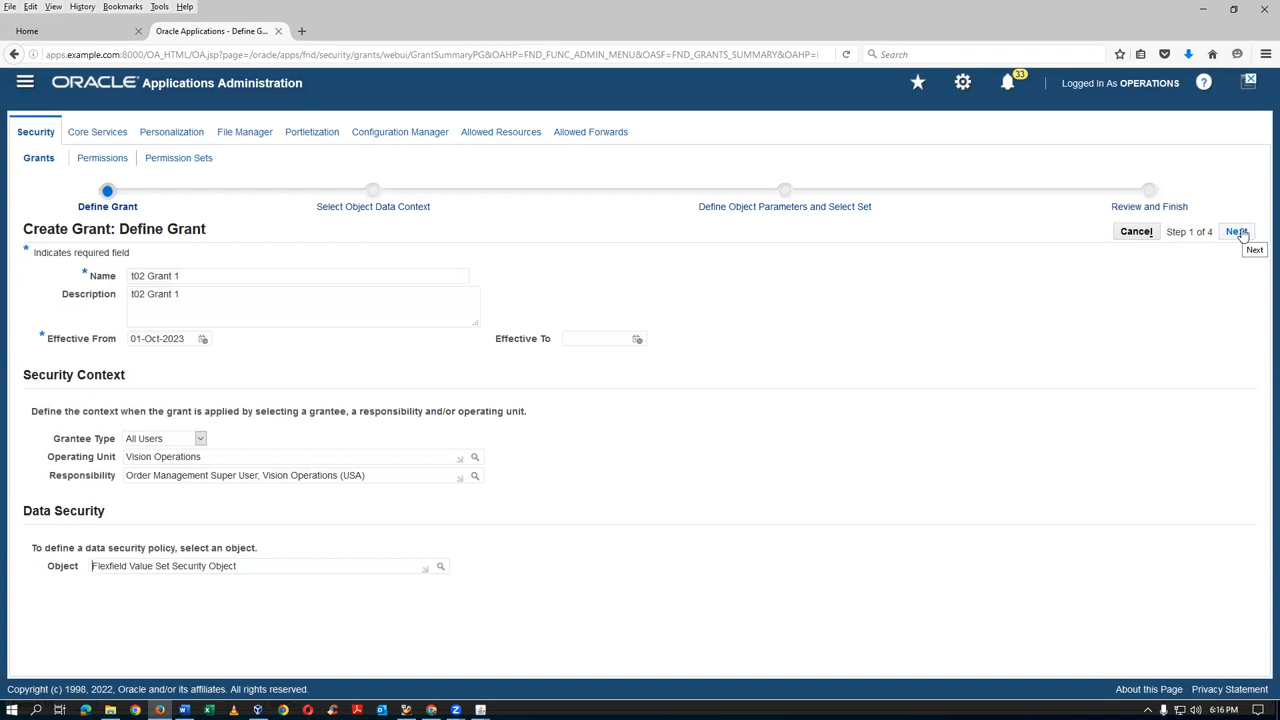 File Edit View History Bookmarks Tools Help
Home
Oracle Applications - Define G...
apps.example.com:8000/OA_HTML/OA.jsp?page=/oracle/apps/fnd/security/grants/webui/GrantSummaryPG&OAHP=FND_FUNC_ADMIN_MENU&OASF=FND_GRANTS_SUMMARY&OAHP=I
Search
ORACLE Applications Administration
33
Logged In As OPERATIONS
?
Security Core Services Personalization File Manager Portletization Configuration Manager Allowed Resources Allowed Forwards
Grants Permissions Permission Sets
Define Grant Select Object Data Context Define Object Parameters and Select Set Review and Finish
Create Grant: Define Grant
Cancel Step 1 of 4 Next
Next
* Indicates required field
* Name t02 Grant 1
Description t02 Grant 1
* Effective From 01-Oct-2023 Effective To
Security Context
Define the context when the grant is applied by selecting a grantee, a responsibility and/or operating unit.
Grantee Type All Users
Operating Unit Vision Operations
Responsibility Order Management Super User, Vision Operations (USA)
Data Security
To define a data security policy, select an object.
Object Flexfield Value Set Security Object
Copyright (c) 1998, 2022, Oracle and/or its affiliates. All rights reserved.
About this Page Privacy Statement
6:16 PM